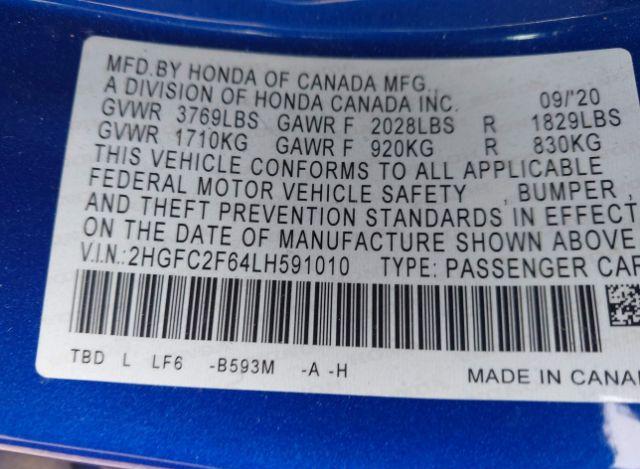 MFD.BY HONDA OF CANADA MFG.,
A DIVISION OF HONDA CANADA INC. 09/'20
GVWR 3769LBS GAWR F 2028LBS R 1829LBS
GVWR 1710KG GAWR F 920KG R 830KG
THIS VEHICLE CONFORMS TO ALL APPLICABLE
FEDERAL MOTOR VEHICLE SAFETY , BUMPER ,
AND THEFT PREVENTION STANDARDS IN EFFECT
ON THE DATE OF MANUFACTURE SHOWN ABOVE
V.I.N.: 2HGFC2F64LH591010 TYPE: PASSENGER CAR
TBD L LF6 -B593M -A -H
MADE IN CANA